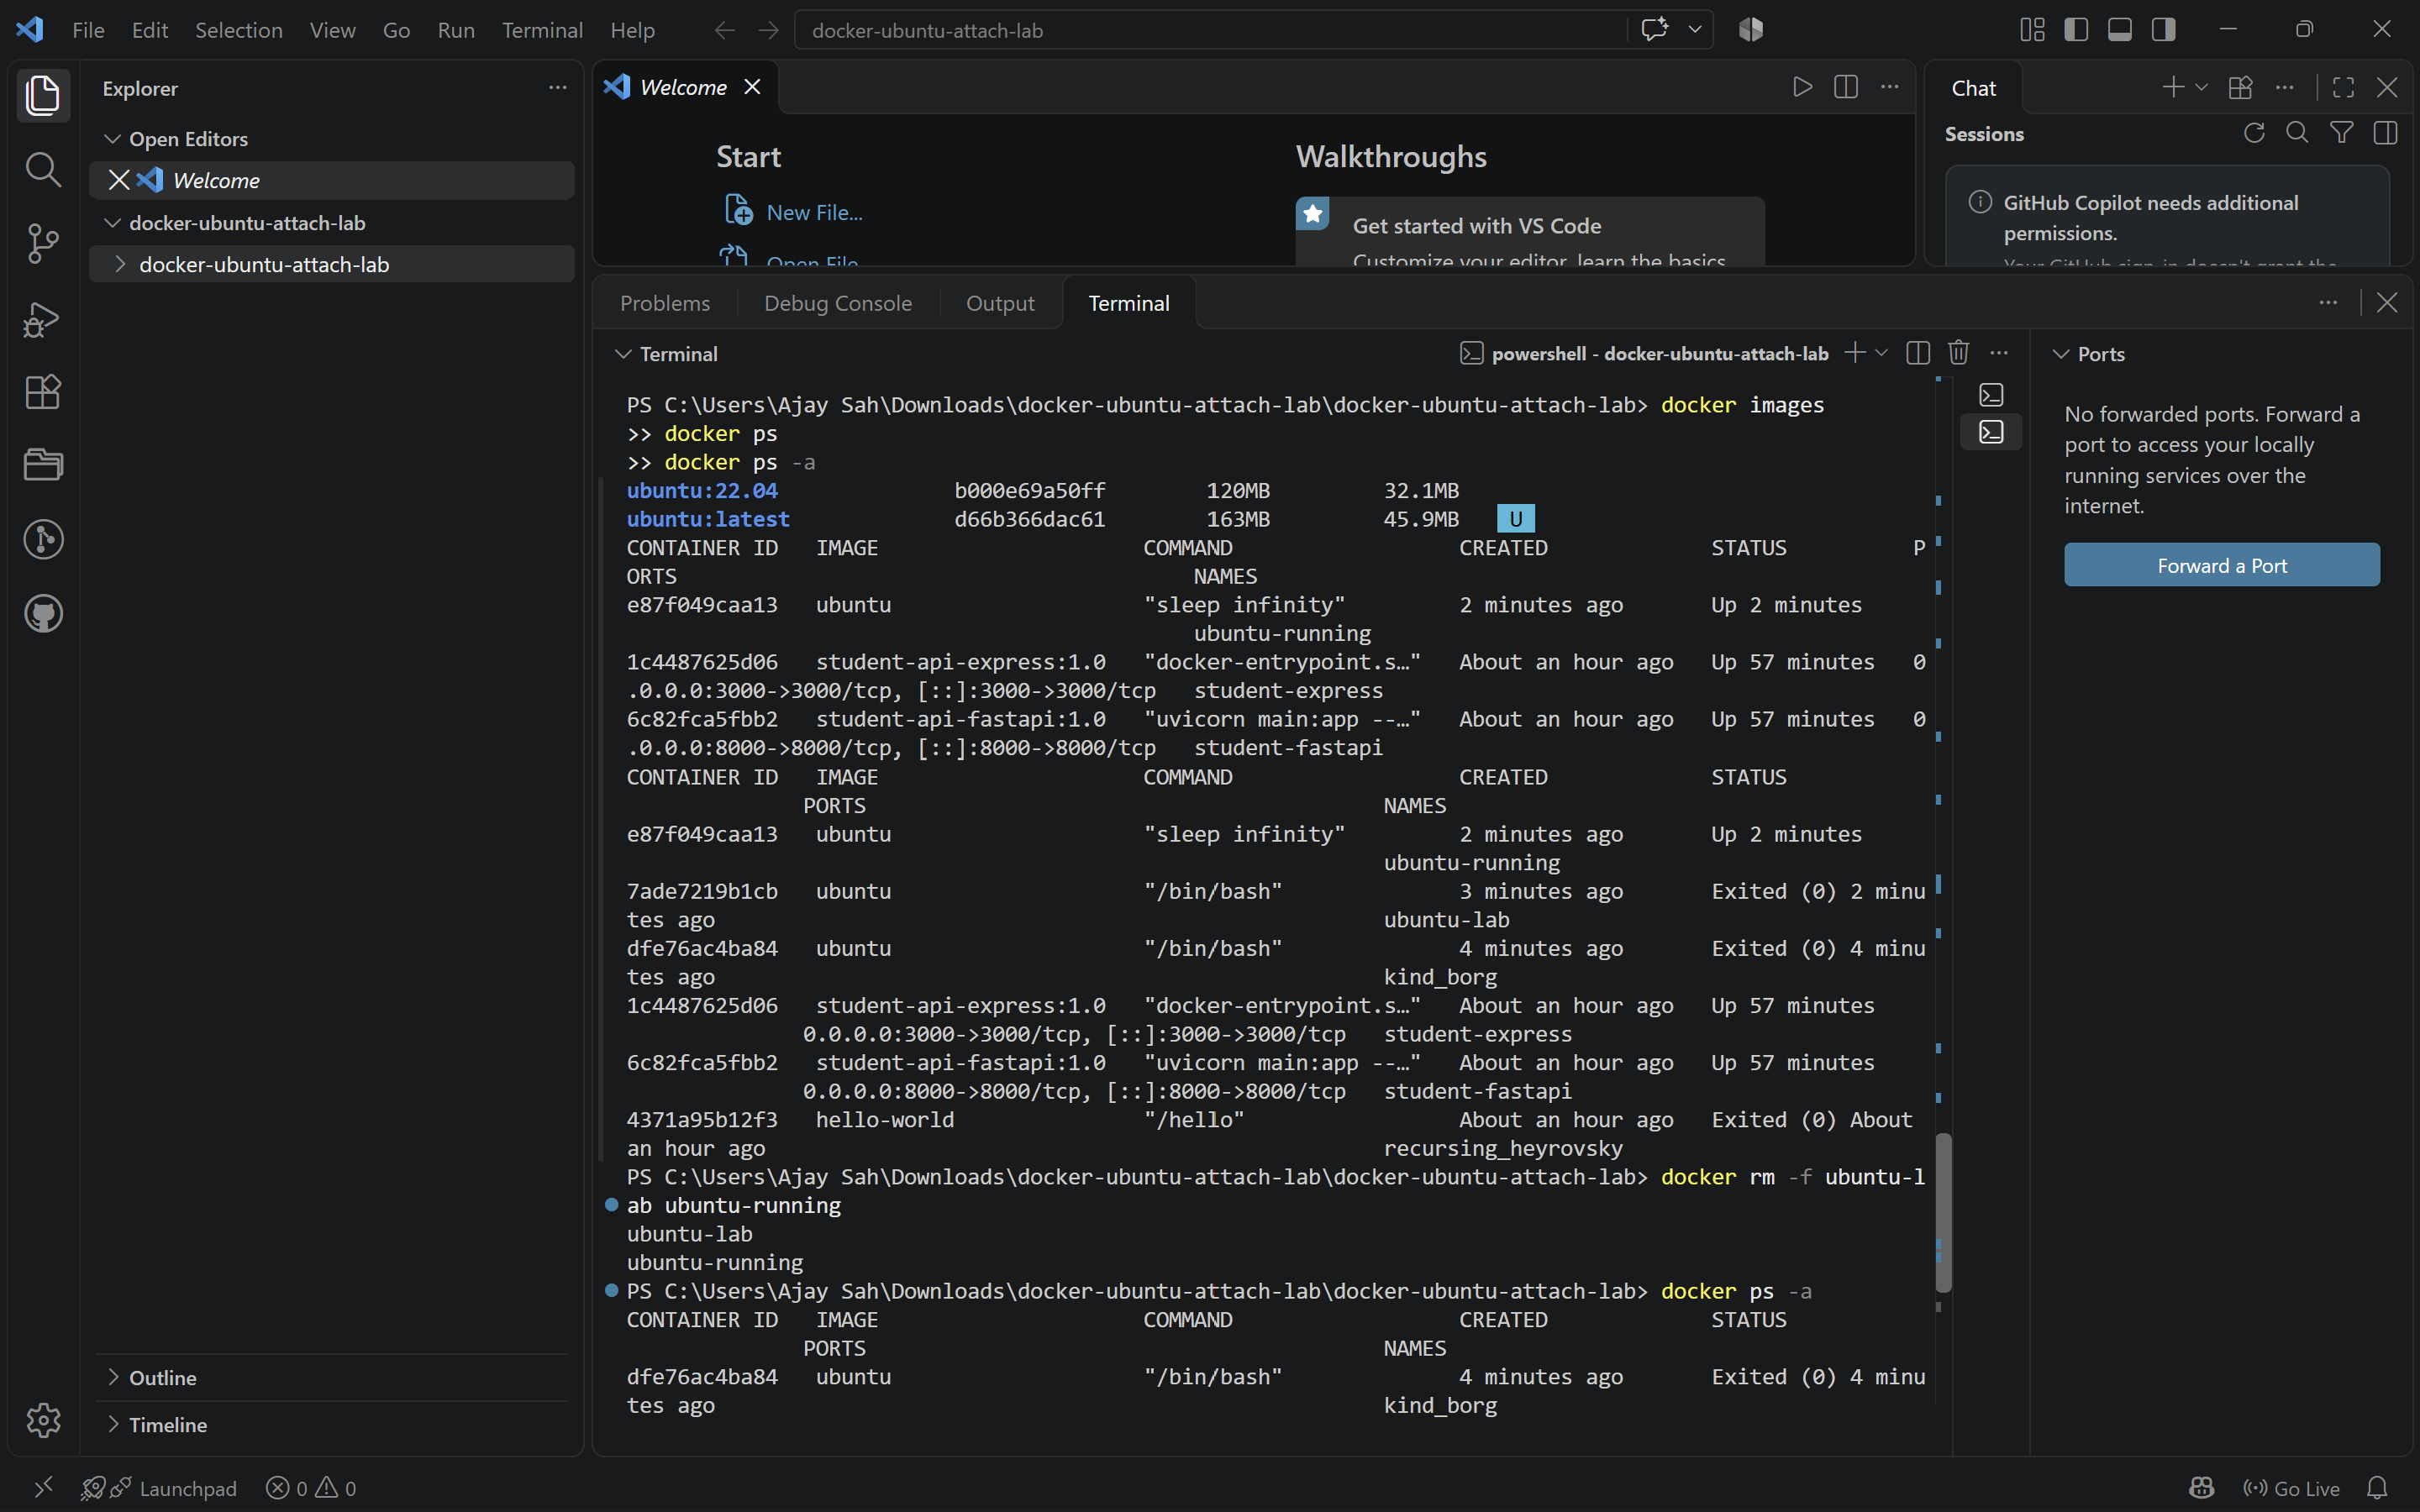 File Edit Selection View Go Run Terminal Help
docker-ubuntu-attach-lab
Explorer
Open Editors
Welcome
docker-ubuntu-attach-lab
docker-ubuntu-attach-lab
Outline
Timeline
Welcome
Start
New File...
Open File
Walkthroughs
Get started with VS Code
Customize your editor, learn the basics
Chat
Sessions
GitHub Copilot needs additional
permissions.
Your GitHub sign-in doesn't grant the
Problems Debug Console Output Terminal
Terminal
powershell - docker-ubuntu-attach-lab
PS C:\Users\Ajay Sah\Downloads\docker-ubuntu-attach-lab\docker-ubuntu-attach-lab> docker images
>> docker ps
>> docker ps -a
ubuntu:22.04 b000e69a50ff 120MB 32.1MB
ubuntu:latest d66b366dac61 163MB 45.9MB U
CONTAINER ID IMAGE COMMAND CREATED STATUS P
ORTS NAMES
e87f049caa13 ubuntu "sleep infinity" 2 minutes ago Up 2 minutes
ubuntu-running
1c4487625d06 student-api-express:1.0 "docker-entrypoint.s…" About an hour ago Up 57 minutes 0
.0.0.0:3000->3000/tcp, [::]:3000->3000/tcp student-express
6c82fca5fbb2 student-api-fastapi:1.0 "uvicorn main:app --…" About an hour ago Up 57 minutes 0
.0.0.0:8000->8000/tcp, [::]:8000->8000/tcp student-fastapi
CONTAINER ID IMAGE COMMAND CREATED STATUS
PORTS NAMES
e87f049caa13 ubuntu "sleep infinity" 2 minutes ago Up 2 minutes
ubuntu-running
7ade7219b1cb ubuntu "/bin/bash" 3 minutes ago Exited (0) 2 minu
tes ago ubuntu-lab
dfe76ac4ba84 ubuntu "/bin/bash" 4 minutes ago Exited (0) 4 minu
tes ago kind_borg
1c4487625d06 student-api-express:1.0 "docker-entrypoint.s…" About an hour ago Up 57 minutes
0.0.0.0:3000->3000/tcp, [::]:3000->3000/tcp student-express
6c82fca5fbb2 student-api-fastapi:1.0 "uvicorn main:app --…" About an hour ago Up 57 minutes
0.0.0.0:8000->8000/tcp, [::]:8000->8000/tcp student-fastapi
4371a95b12f3 hello-world "/hello" About an hour ago Exited (0) About
an hour ago recursing_heyrovsky
PS C:\Users\Ajay Sah\Downloads\docker-ubuntu-attach-lab\docker-ubuntu-attach-lab> docker rm -f ubuntu-l
ab ubuntu-running
ubuntu-lab
ubuntu-running
PS C:\Users\Ajay Sah\Downloads\docker-ubuntu-attach-lab\docker-ubuntu-attach-lab> docker ps -a
CONTAINER ID IMAGE COMMAND CREATED STATUS
PORTS NAMES
dfe76ac4ba84 ubuntu "/bin/bash" 4 minutes ago Exited (0) 4 minu
tes ago kind_borg
Ports
No forwarded ports. Forward a
port to access your locally
running services over the
internet.
Forward a Port
Launchpad 0 0
Go Live